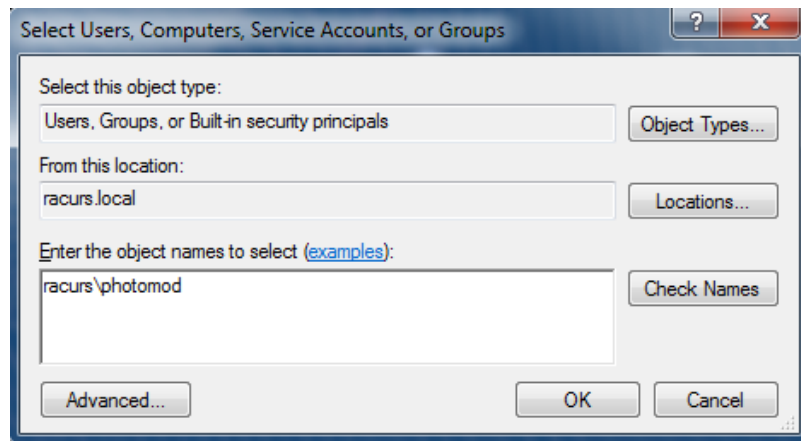 Select Users, Computers, Service Accounts, or Groups
?
X
Select this object type:
Users, Groups, or Built-in security principals
Object Types...
From this location:
racurs.local
Locations...
Enter the object names to select (examples):
racurs\photomod
Check Names
Advanced...
OK
Cancel